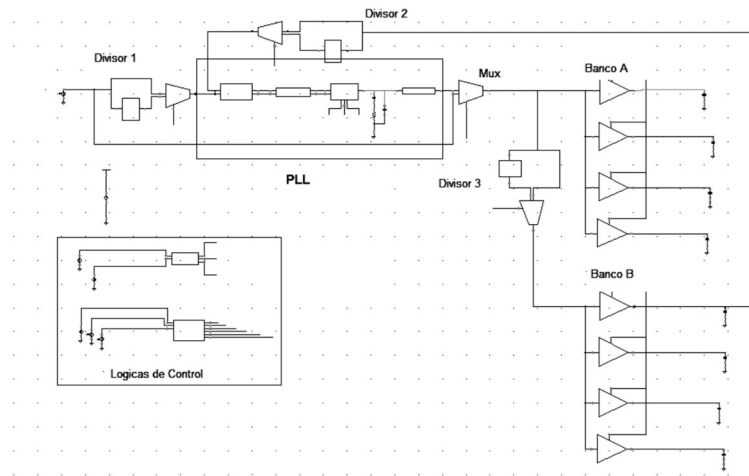 Divisor 2
Divisor 1
Mux
Banco A
PLL
Divisor 3
Banco B
Logicas de Control